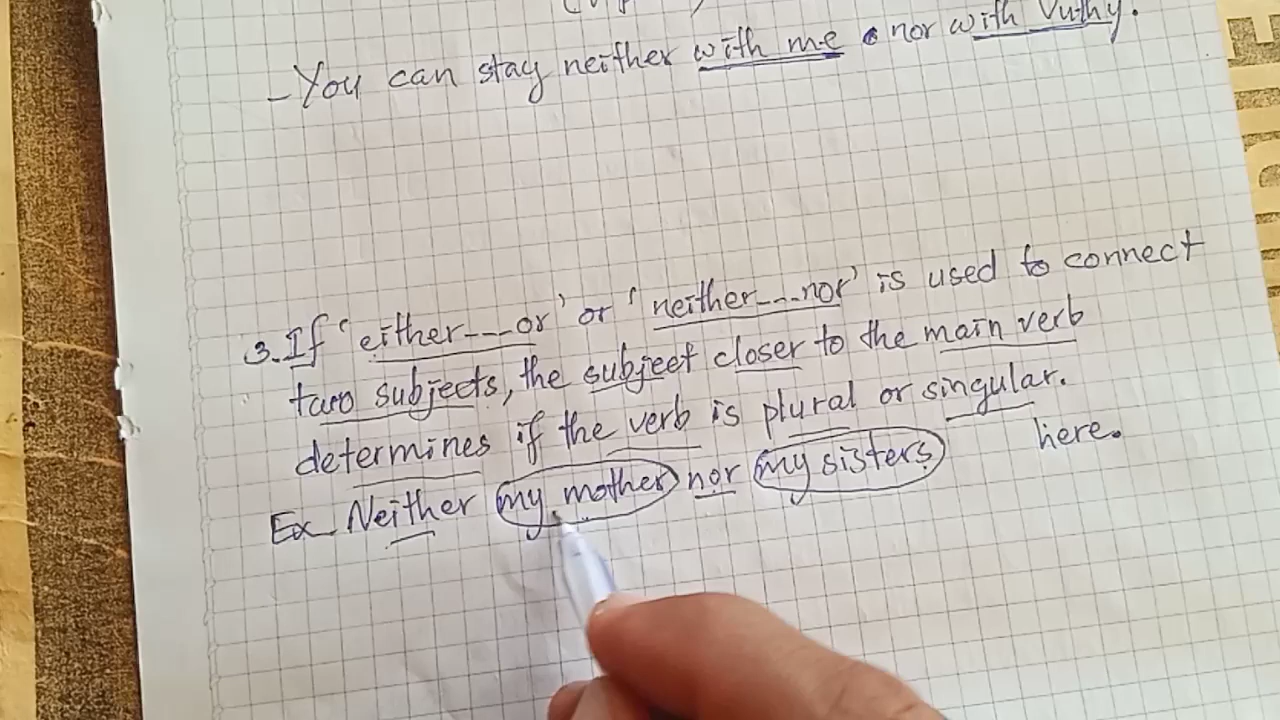 - You can stay neither with me nor with Vuthy.
3. If 'either---or' or 'neither---nor' is used to connect
two subjects, the subject closer to the main verb
determines if the verb is plural or singular.
Ex- Neither my mother nor my sisters here.